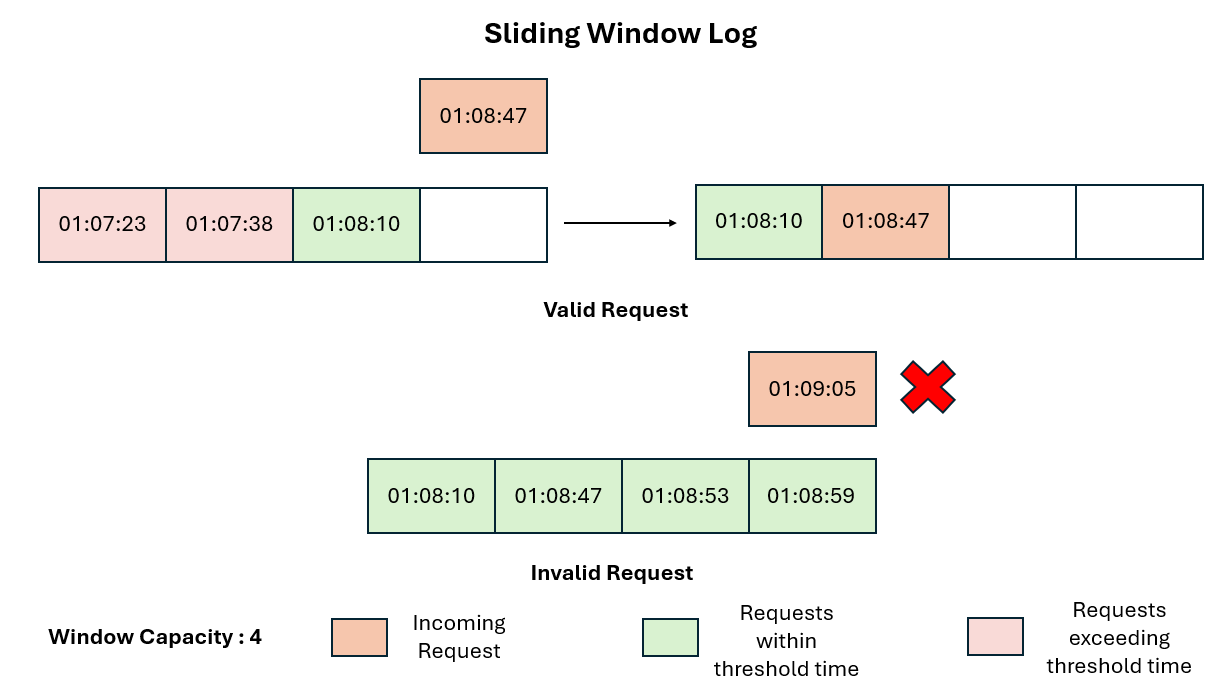 Sliding Window Log
01:08:47
01:07:23 01:07:38 01:08:10
01:08:10 01:08:47
Valid Request
01:09:05
01:08:10 01:08:47 01:08:53 01:08:59
Invalid Request
Window Capacity : 4
Incoming
Request
Requests
within
threshold time
Requests
exceeding
threshold time